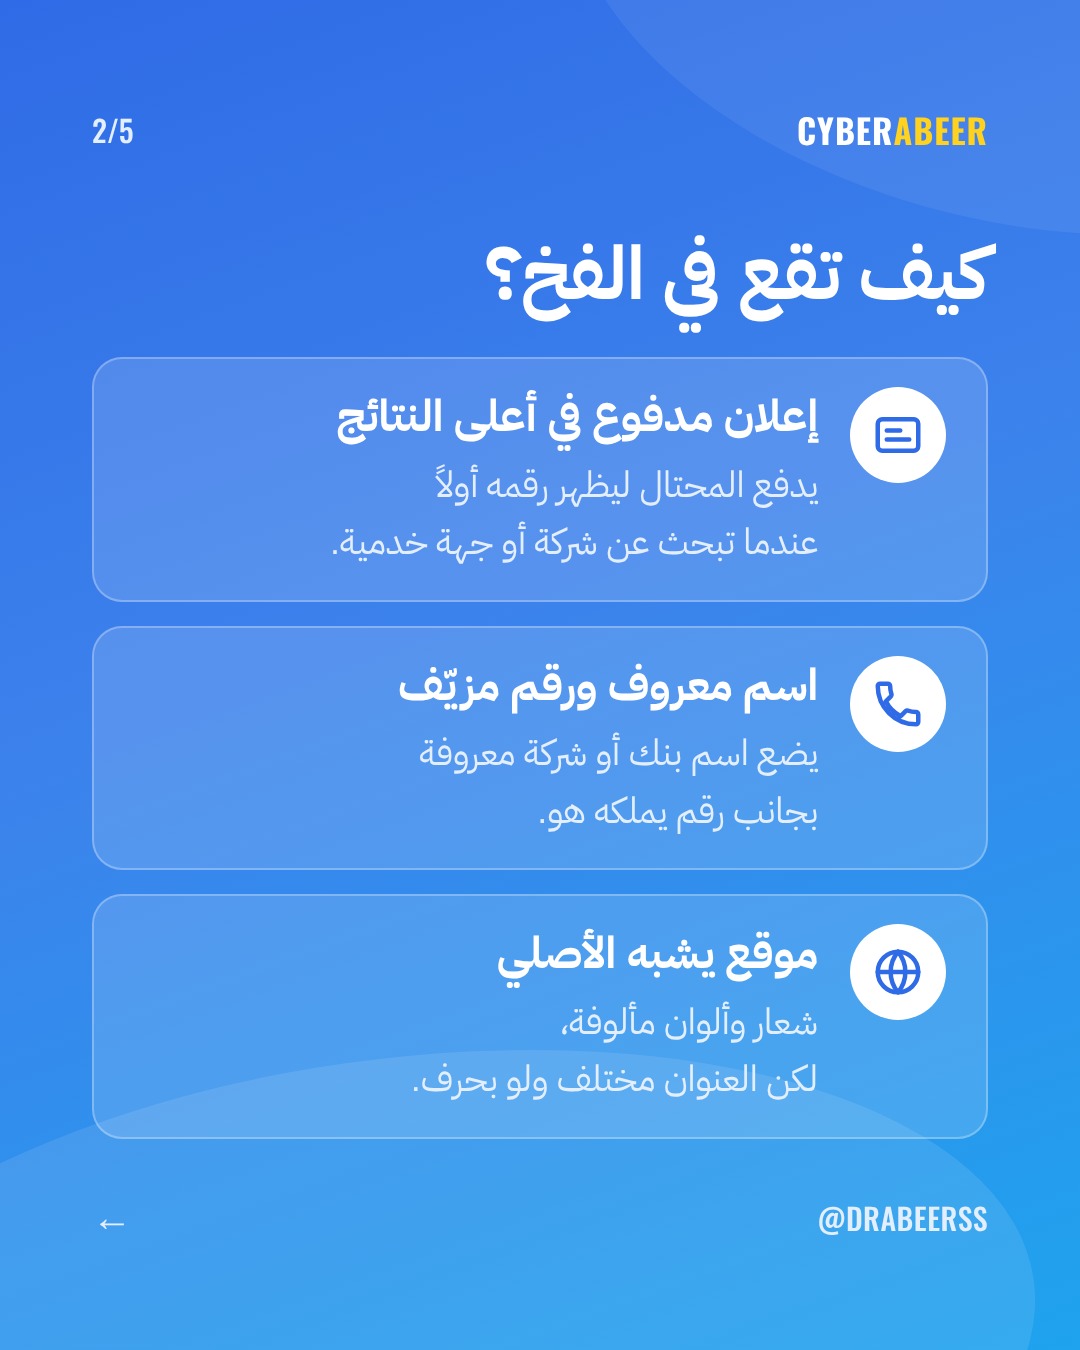 CYBERABEER
2/5
كيف تقع في الفخ؟
إعلان مدفوع في أعلى النتائج
يدفع المحتال ليظهر رقمه أولاً
عندما تبحث عن شركة أو جهة خدمية.
اسم معروف ورقم مزيّف
يضع اسم بنك أو شركة معروفة
بجانب رقم يملكه هو.
موقع يشبه الأصلي
شعار وألوان مألوفة،
لكن العنوان مختلف ولو بحرف.
@DRABEERSS
←